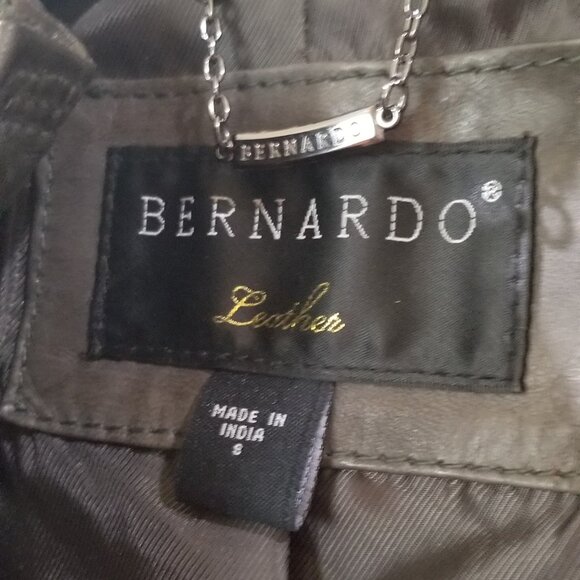 BERNARDO
BERNARDO®
Leather
MADE IN
INDIA
S